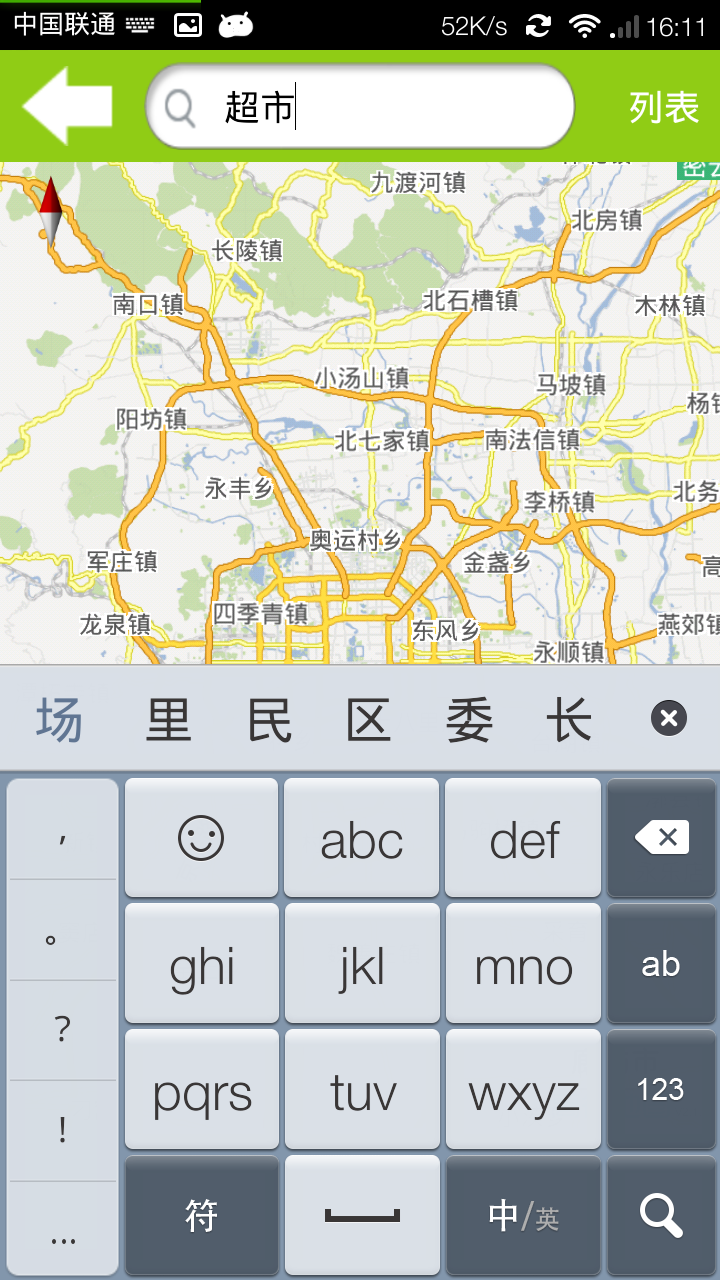 中国联通 52K/s 16:11
超市 列表
九渡河镇
北房镇
长陵镇
北石槽镇
南口镇 木林镇
小汤山镇 马坡镇
杨
阳坊镇
北七家镇 南法信镇
永丰乡 北务
李桥镇
奥运村乡
军庄镇 金盏乡
高
四季青镇
龙泉镇 东风乡 燕郊镇
永顺镇
场 里 民 区 委 长
, abc def
。 ghi jkl mno ab
?
! pqrs tuv wxyz 123
... 符 中/英